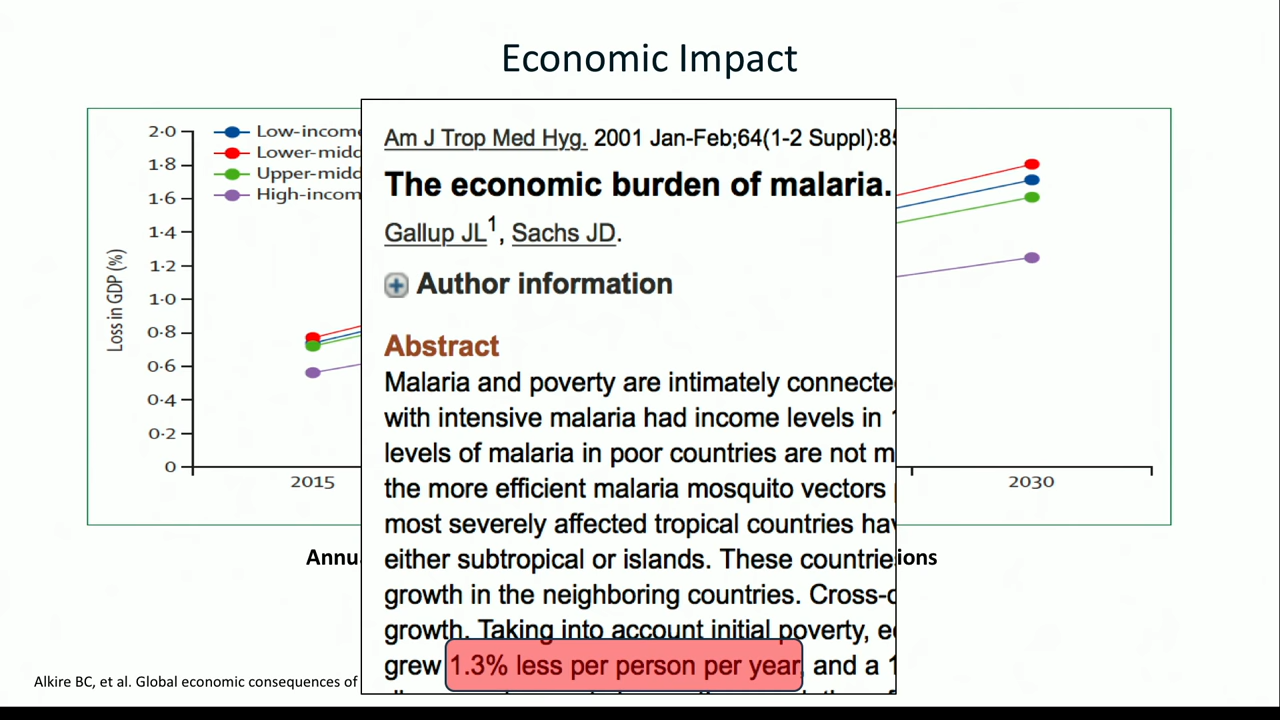 Economic Impact
2·0
1·8
1·6
1·4
1·2
1·0
0·8
0·6
0·4
0·2
0
Loss in GDP (%)
Low-income
Lower-midd
Upper-midd
High-incom
2015
2030
Am J Trop Med Hyg. 2001 Jan-Feb;64(1-2 Suppl):85
The economic burden of malaria.
Gallup JL1, Sachs JD.
Author information
Abstract
Malaria and poverty are intimately connecte
with intensive malaria had income levels in 1
levels of malaria in poor countries are not m
the more efficient malaria mosquito vectors
most severely affected tropical countries hav
either subtropical or islands. These countrie
growth in the neighboring countries. Cross-c
growth. Taking into account initial poverty, e
grew 1.3% less per person per year, and a 1
Annu
ions
Alkire BC, et al. Global economic consequences of